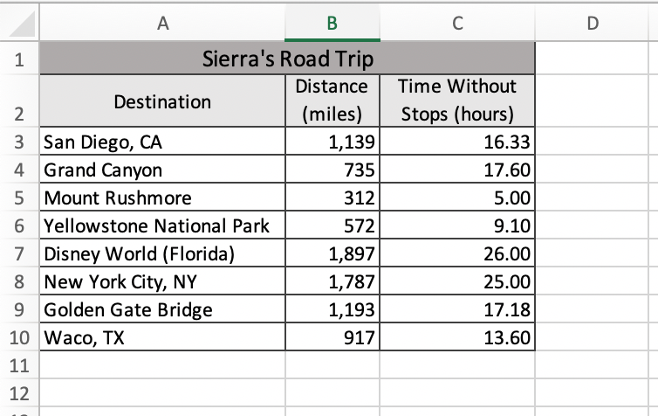 A B C D
1 Sierra's Road Trip
Distance Time Without
Destination
2 (miles) Stops (hours)
3 San Diego, CA 1,139 16.33
4 Grand Canyon 735 17.60
5 Mount Rushmore 312 5.00
6 Yellowstone National Park 572 9.10
7 Disney World (Florida) 1,897 26.00
8 New York City, NY 1,787 25.00
9 Golden Gate Bridge 1,193 17.18
10 Waco, TX 917 13.60
11
12